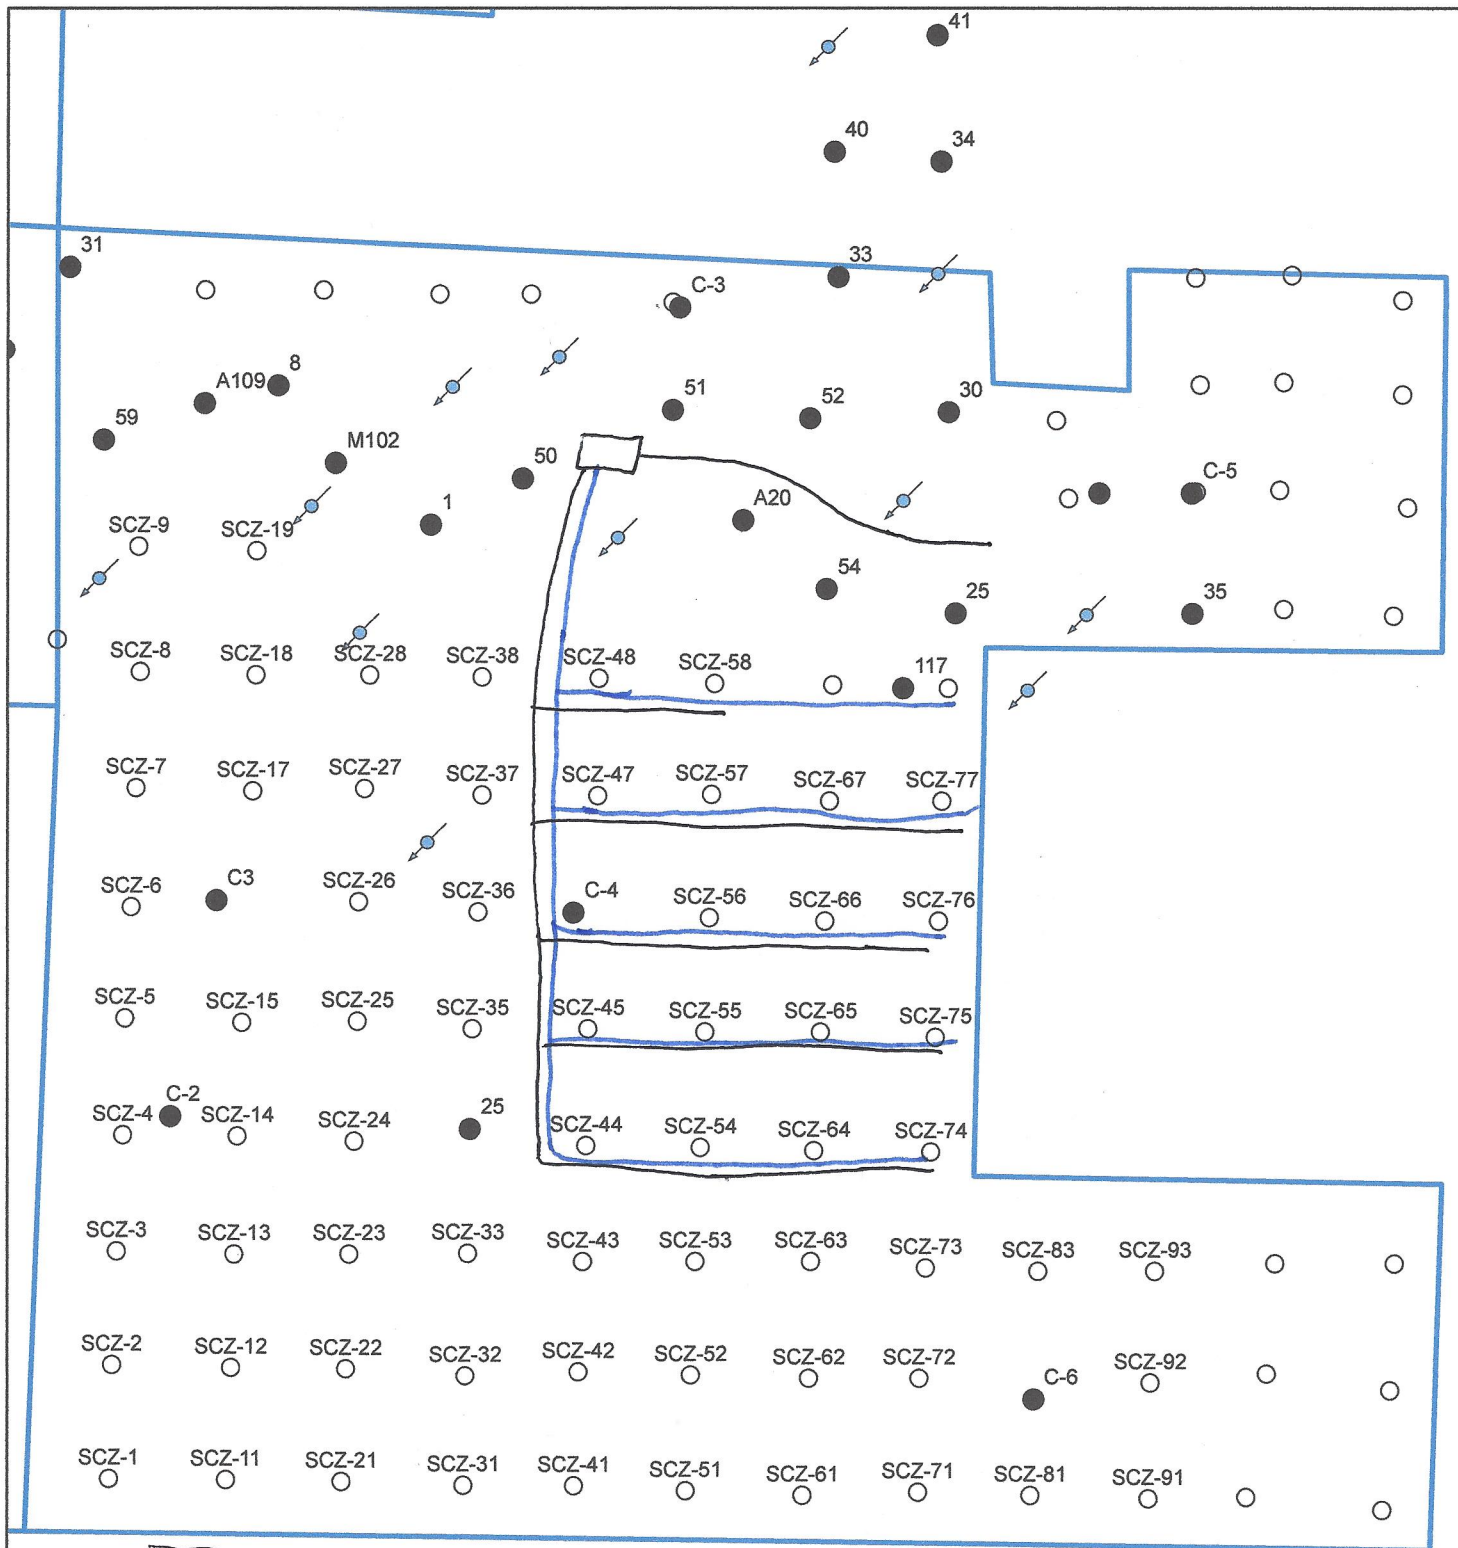 41
40 34
33
31
C-3
8
A109
51 52 30
59
M102
50
1
A20
C-5
SCZ-9 SCZ-19
54
25
35
SCZ-8 SCZ-18 SCZ-28 SCZ-38 SCZ-48 SCZ-58
117
SCZ-7 SCZ-17 SCZ-27 SCZ-37 SCZ-47 SCZ-57 SCZ-67 SCZ-77
SCZ-6 C3 SCZ-26 SCZ-36 C-4 SCZ-56 SCZ-66 SCZ-76
SCZ-5 SCZ-15 SCZ-25 SCZ-35 SCZ-45 SCZ-55 SCZ-65 SCZ-75
C-2
SCZ-4 SCZ-14 SCZ-24 25 SCZ-44 SCZ-54 SCZ-64 SCZ-74
SCZ-3 SCZ-13 SCZ-23 SCZ-33 SCZ-43 SCZ-53 SCZ-63 SCZ-73 SCZ-83 SCZ-93
SCZ-2 SCZ-12 SCZ-22 SCZ-32 SCZ-42 SCZ-52 SCZ-62 SCZ-72 C-6 SCZ-92
SCZ-1 SCZ-11 SCZ-21 SCZ-31 SCZ-41 SCZ-51 SCZ-61 SCZ-71 SCZ-81 SCZ-91